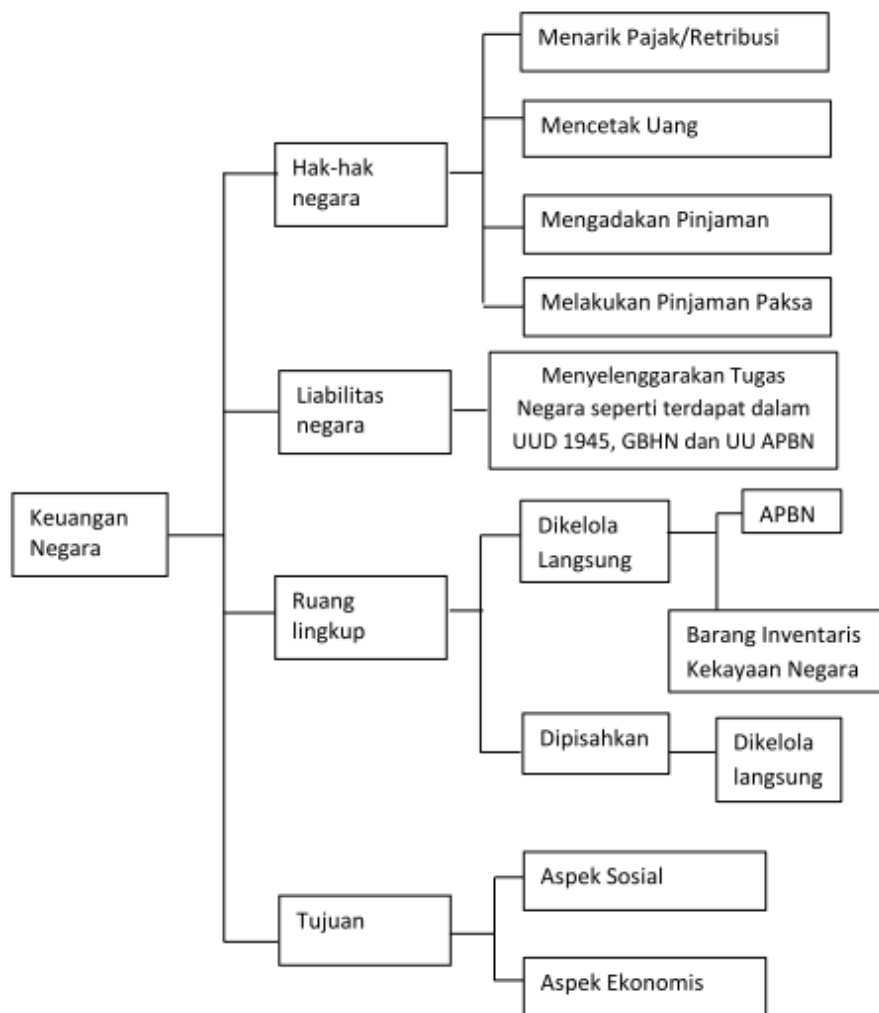 Menarik Pajak/Retribusi
Mencetak Uang
Hak-hak
negara
Mengadakan Pinjaman
Melakukan Pinjaman Paksa
Liabilitas
negara
Menyelenggarakan Tugas
Negara seperti terdapat dalam
UUD 1945, GBHN dan UU APBN
Keuangan
Negara
Ruang
lingkup
Dikelola
Langsung
APBN
Barang Inventaris
Kekayaan Negara
Dipisahkan
Dikelola
langsung
Tujuan
Aspek Sosial
Aspek Ekonomis